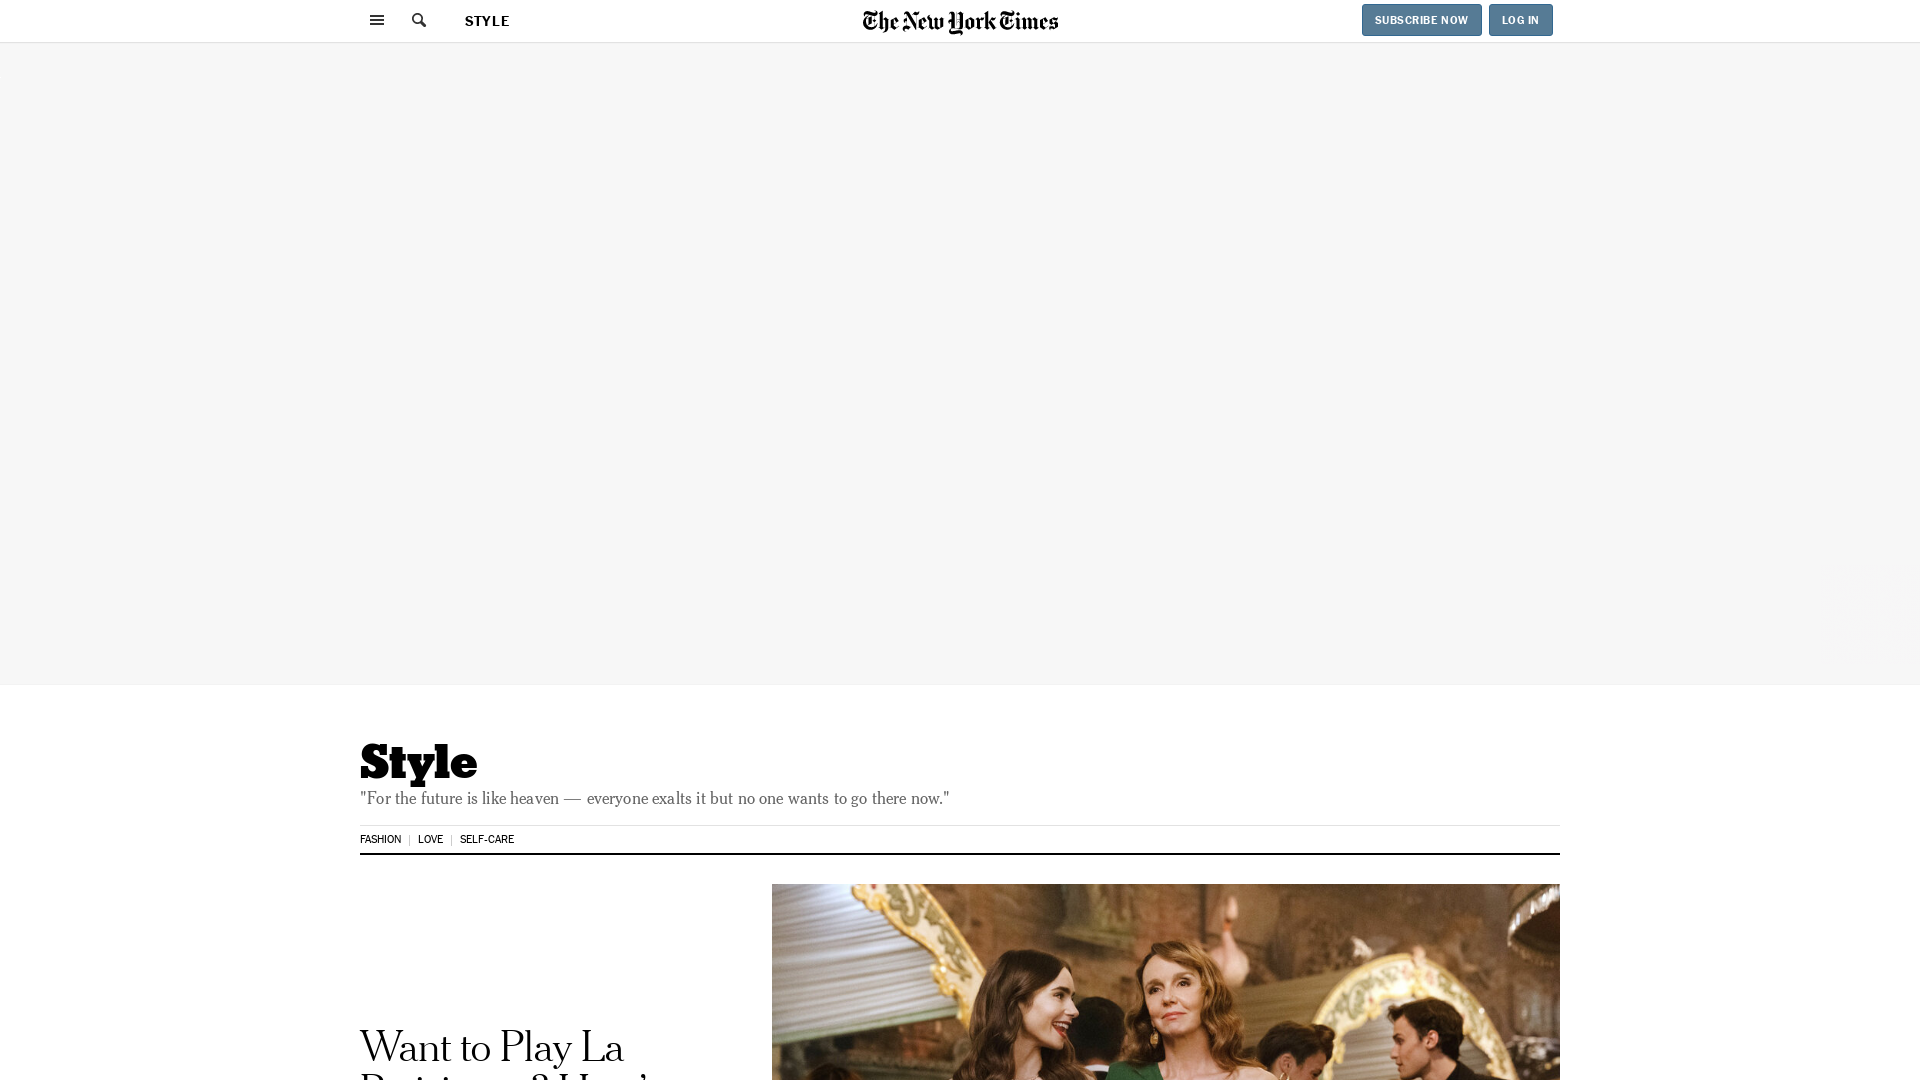 STYLE
The New York Times
SUBSCRIBE NOW
LOG IN
Style
"For the future is like heaven — everyone exalts it but no one wants to go there now."
FASHION
LOVE
SELF-CARE
Want to Play La